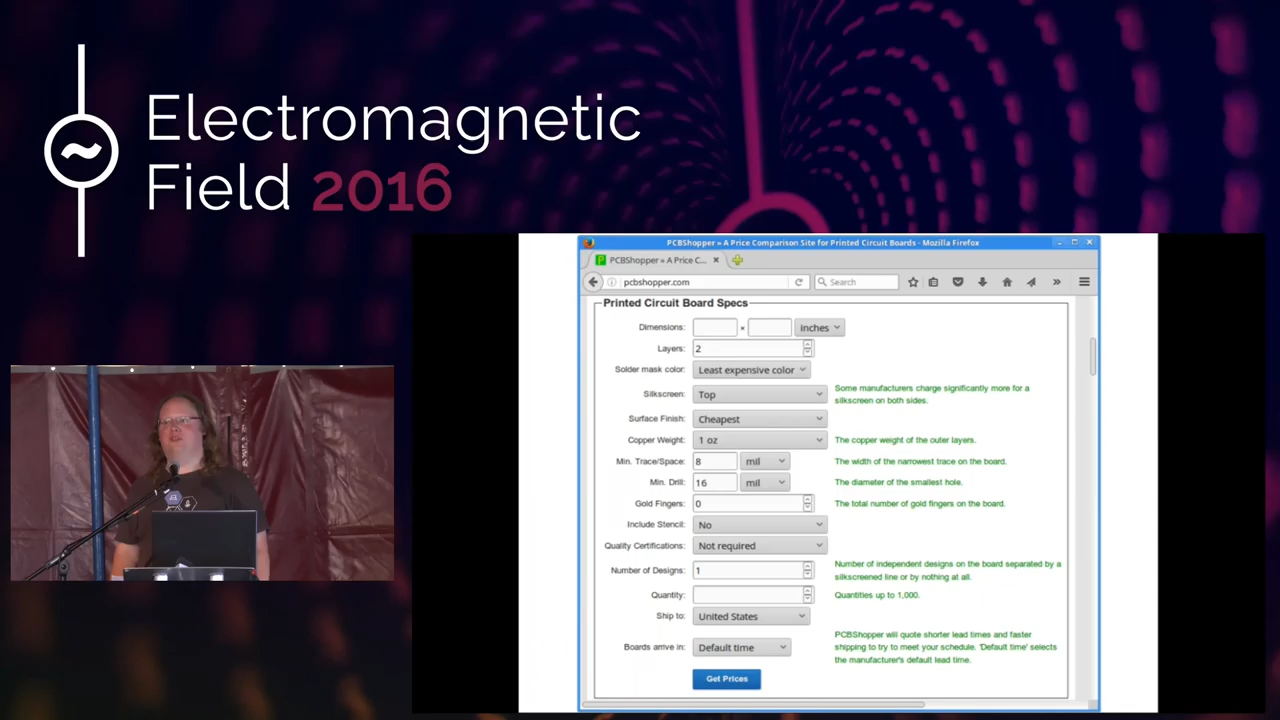 Electromagnetic
Field 2016
PCBShopper » A Price Comparison Site for Printed Circuit Boards - Mozilla Firefox
PCBShopper » A Price C...
pcbshopper.com
Search
Printed Circuit Board Specs
Dimensions: × inches
Layers: 2
Solder mask color: Least expensive color
Silkscreen: Top
Some manufacturers charge significantly more for a
silkscreen on both sides.
Surface Finish: Cheapest
Copper Weight: 1 oz The copper weight of the outer layers.
Min. Trace/Space: 8 mil The width of the narrowest trace on the board.
Min. Drill: 16 mil The diameter of the smallest hole.
Gold Fingers: 0 The total number of gold fingers on the board.
Include Stencil: No
Quality Certifications: Not required
Number of Designs: 1
Number of independent designs on the board separated by a
silkscreened line or by nothing at all.
Quantity: Quantities up to 1,000.
Ship to: United States
Boards arrive in: Default time
PCBShopper will quote shorter lead times and faster
shipping to try to meet your schedule. 'Default time' selects
the manufacturer's default lead time.
Get Prices